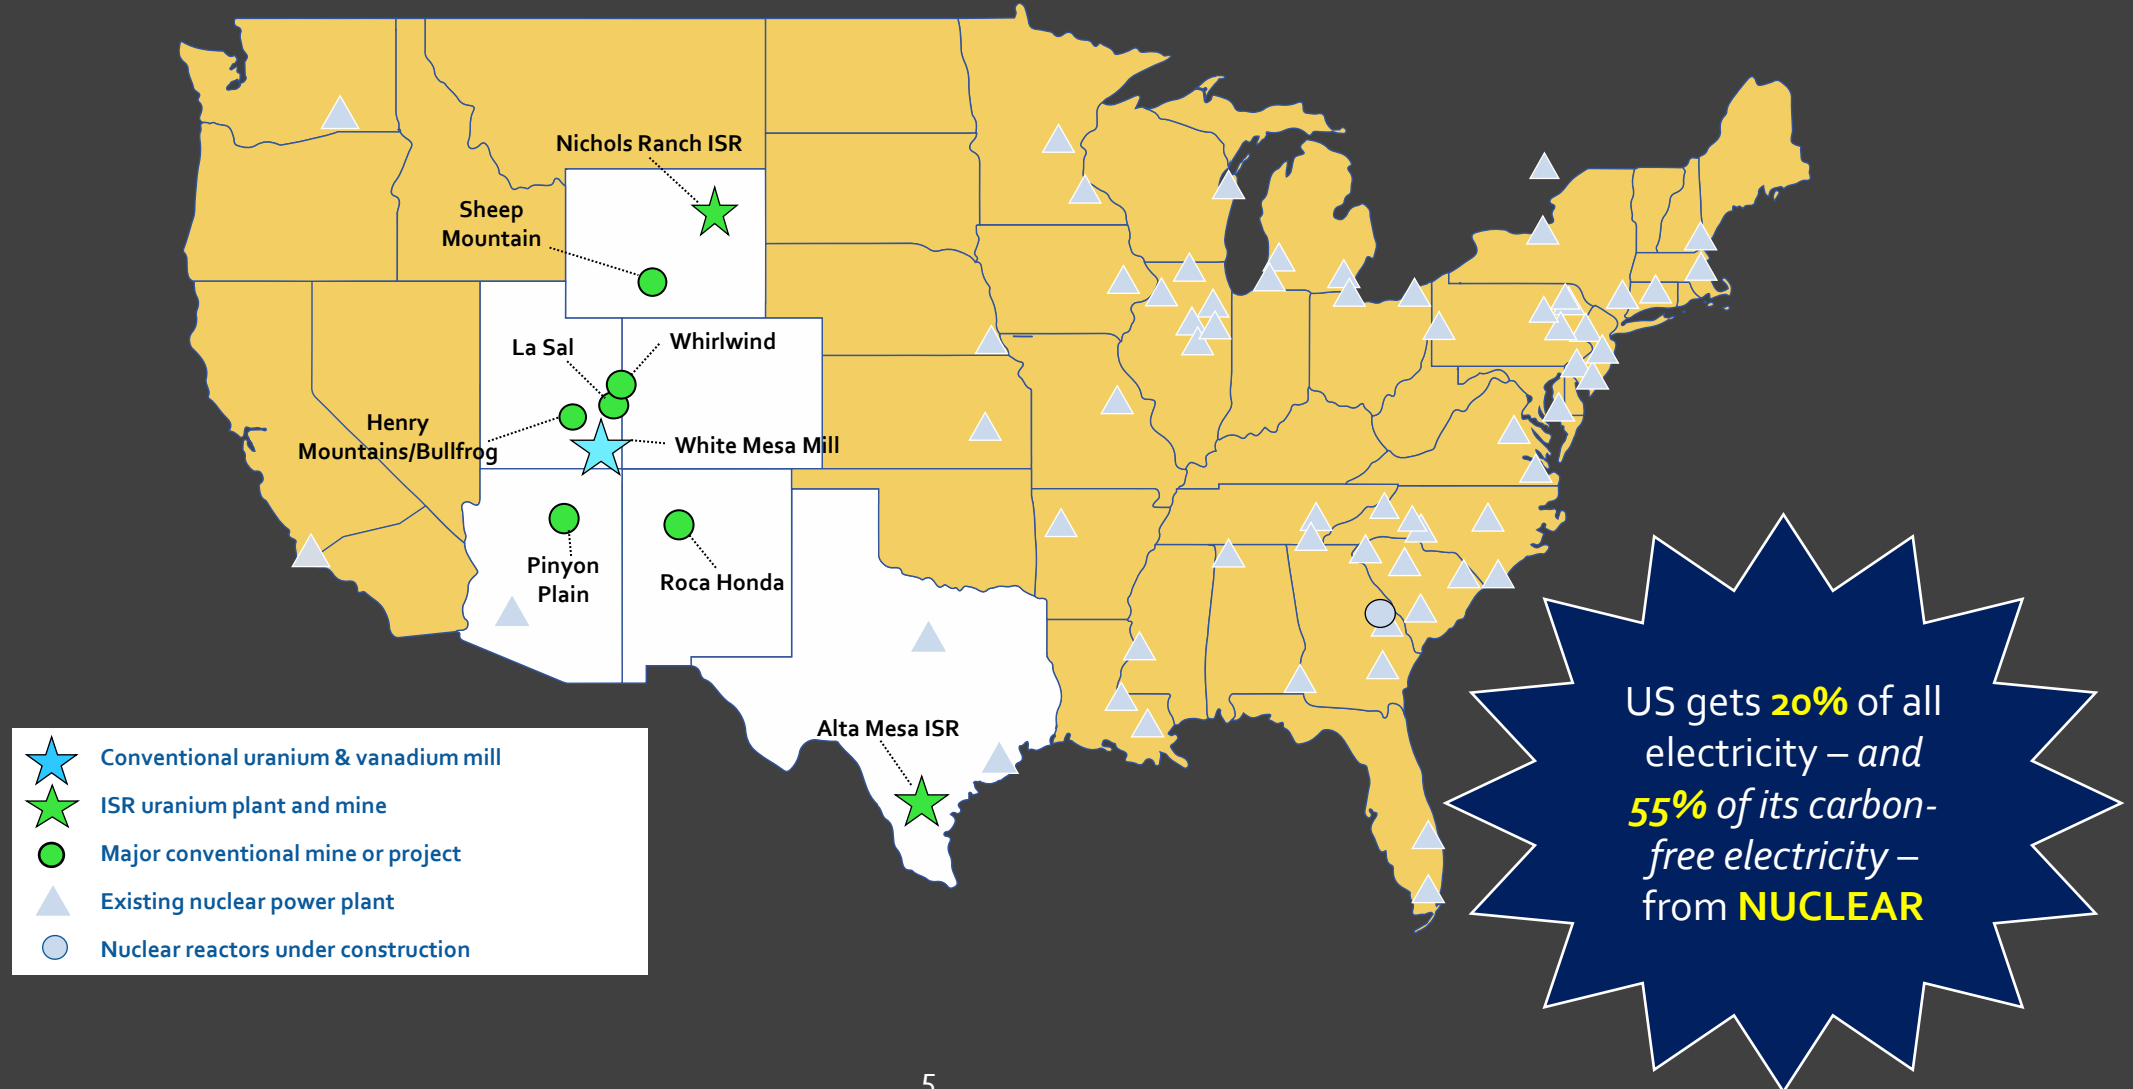 Nichols Ranch ISR
Sheep
Mountain
Whirlwind
La Sal
Henry
Mountains/Bullfrog
White Mesa Mill
Pinyon
Plain
Roca Honda
Alta Mesa ISR
Conventional uranium & vanadium mill
ISR uranium plant and mine
Major conventional mine or project
Existing nuclear power plant
Nuclear reactors under construction
US gets 20% of all
electricity – and
55% of its carbon-
free electricity –
from NUCLEAR
5